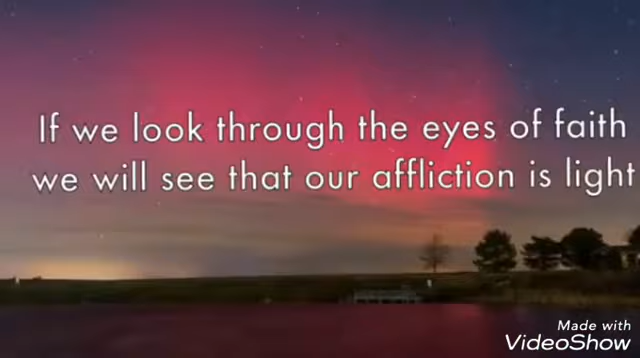 If we look through the eyes of faith
we will see that our affliction is light
Made with
VideoShow